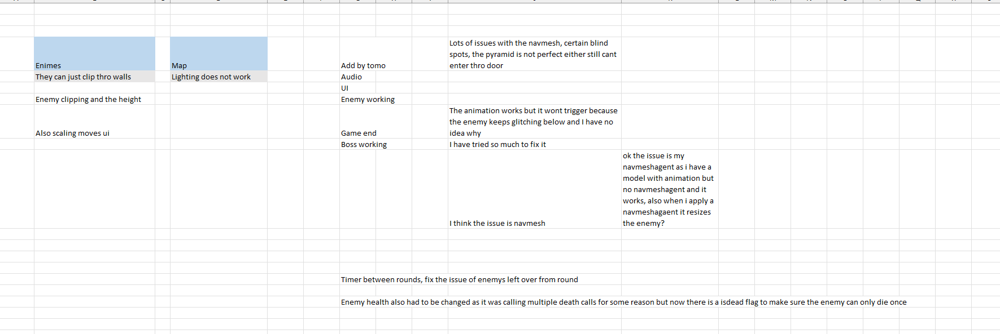 Lots of issues with the navmesh, certain blind
spots, the pyramid is not perfect either still cant
Enimes
Map
Add by tomo
enter thro door
They can just clip thro walls
Lighting does not work
Audio
UI
Enemy clipping and the height
Enemy working
The animation works but it wont trigger because
the enemy keeps glitching below and I have no
Also scaling moves ui
Game end
idea why
Boss working
I have tried so much to fix it
ok the issue is my
navmeshagent as i have a
model with animation but
no navmeshagent and it
works, also when i apply a
navmeshagaent it resizes
I think the issue is navmesh
the enemy?
Timer between rounds, fix the issue of enemys left over from round
Enemy health also had to be changed as it was calling multiple death calls for some reason but now there is a isdead flag to make sure the enemy can only die once